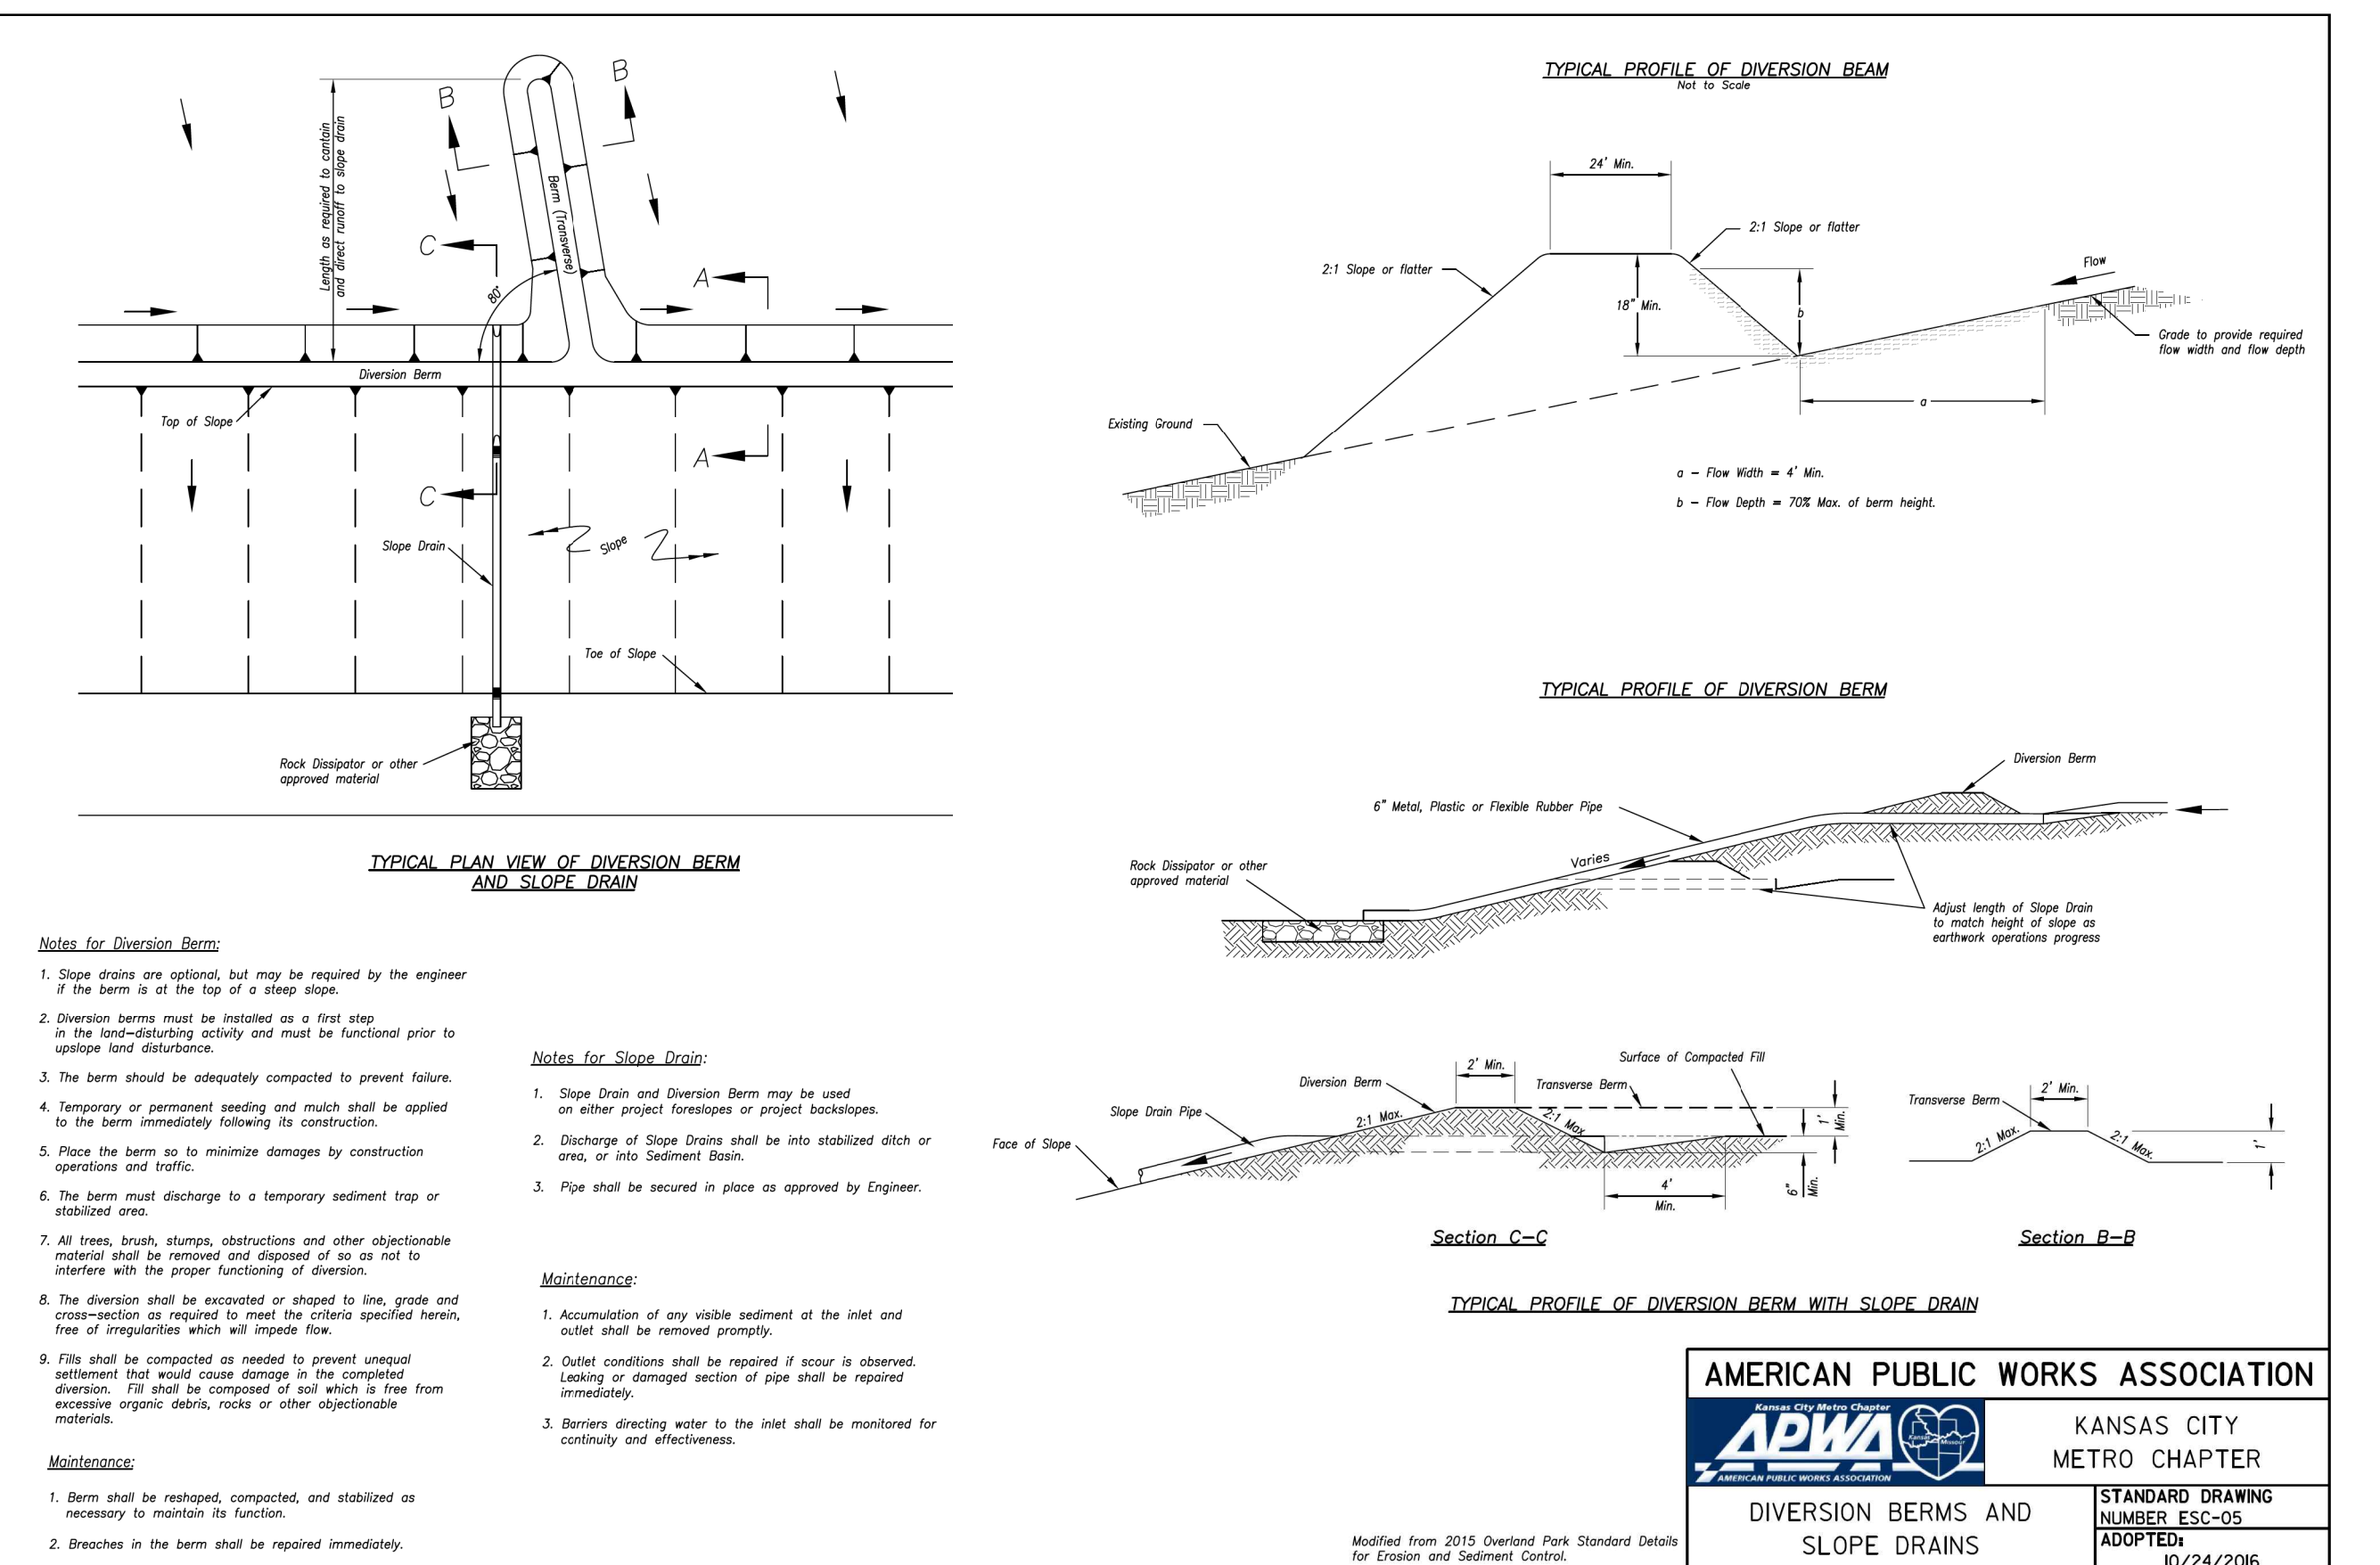 B
B
Length as required to cantain
and direct runoff to slope drain
Berm (Transverse)
C
80°
A
Diversion Berm
Top of Slope
A
C
Slope Drain
Slope
Toe of Slope
Rock Dissipator or other
approved material
TYPICAL PLAN VIEW OF DIVERSION BERM
AND SLOPE DRAIN
Notes for Diversion Berm:
1. Slope drains are optional, but may be required by the engineer
if the berm is at the top of a steep slope.
2. Diversion berms must be installed as a first step
in the land-disturbing activity and must be functional prior to
upslope land disturbance.
3. The berm should be adequately compacted to prevent failure.
4. Temporary or permanent seeding and mulch shall be applied
to the berm immediately following its construction.
5. Place the berm so to minimize damages by construction
operations and traffic.
6. The berm must discharge to a temporary sediment trap or
stabilized area.
7. All trees, brush, stumps, obstructions and other objectionable
material shall be removed and disposed of so as not to
interfere with the proper functioning of diversion.
8. The diversion shall be excavated or shaped to line, grade and
cross-section as required to meet the criteria specified herein,
free of irregularities which will impede flow.
9. Fills shall be compacted as needed to prevent unequal
settlement that would cause damage in the completed
diversion. Fill shall be composed of soil which is free from
excessive organic debris, rocks or other objectionable
materials.
Maintenance:
1. Berm shall be reshaped, compacted, and stabilized as
necessary to maintain its function.
2. Breaches in the berm shall be repaired immediately.
Notes for Slope Drain:
1. Slope Drain and Diversion Berm may be used
on either project foreslopes or project backslopes.
2. Discharge of Slope Drains shall be into stabilized ditch or
area, or into Sediment Basin.
3. Pipe shall be secured in place as approved by Engineer.
Maintenance:
1. Accumulation of any visible sediment at the inlet and
outlet shall be removed promptly.
2. Outlet conditions shall be repaired if scour is observed.
Leaking or damaged section of pipe shall be repaired
immediately.
3. Barriers directing water to the inlet shall be monitored for
continuity and effectiveness.
TYPICAL PROFILE OF DIVERSION BEAM
Not to Scale
24' Min.
2:1 Slope or flatter
2:1 Slope or flatter
18" Min.
b
Flow
Grade to provide required
flow width and flow depth
a
Existing Ground
a - Flow Width = 4' Min.
b - Flow Depth = 70% Max. of berm height.
TYPICAL PROFILE OF DIVERSION BERM
Diversion Berm
6" Metal, Plastic or Flexible Rubber Pipe
Varies
Rock Dissipator or other
approved material
Adjust length of Slope Drain
to match height of slope as
earthwork operations progress
2' Min.
Surface of Compacted Fill
Diversion Berm
Transverse Berm
Slope Drain Pipe
2:1 Max.
2:1 Max
1'
Min.
Face of Slope
4'
Min.
6"
Min.
Section C-C
2' Min.
Transverse Berm
2:1 Max.
2:1 Max.
1'
Section B-B
TYPICAL PROFILE OF DIVERSION BERM WITH SLOPE DRAIN
Modified from 2015 Overland Park Standard Details
for Erosion and Sediment Control.
AMERICAN PUBLIC WORKS ASSOCIATION
Kansas City Metro Chapter
APWA
Kansas
Missouri
AMERICAN PUBLIC WORKS ASSOCIATION
KANSAS CITY
METRO CHAPTER
DIVERSION BERMS AND
SLOPE DRAINS
STANDARD DRAWING
NUMBER ESC-05
ADOPTED:
10/24/2016